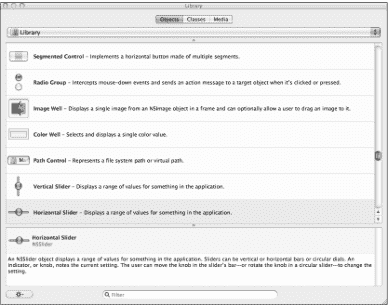 Library
Objects Classes Media
Library
Segmented Control – Implements a horizontal button made of multiple segments.
Radio Group – Intercepts mouse-down events and sends an action message to a target object when it's clicked or pressed.
Image Well – Displays a single image from an NSImage object in a frame and can optionally allow a user to drag an image to it.
Color Well – Selects and displays a single color value.
Path Control – Represents a file system path or virtual path.
Vertical Slider – Displays a range of values for something in the application.
Horizontal Slider – Displays a range of values for something in the application.
Horizontal Slider
NSSlider
An NSSlider object displays a range of values for something in the application. Sliders can be vertical or horizontal bars or circular dials. An
indicator, or knob, notes the current setting. The user can move the knob in the slider's bar—or rotate the knob in a circular slider—to change the
setting.
Filter